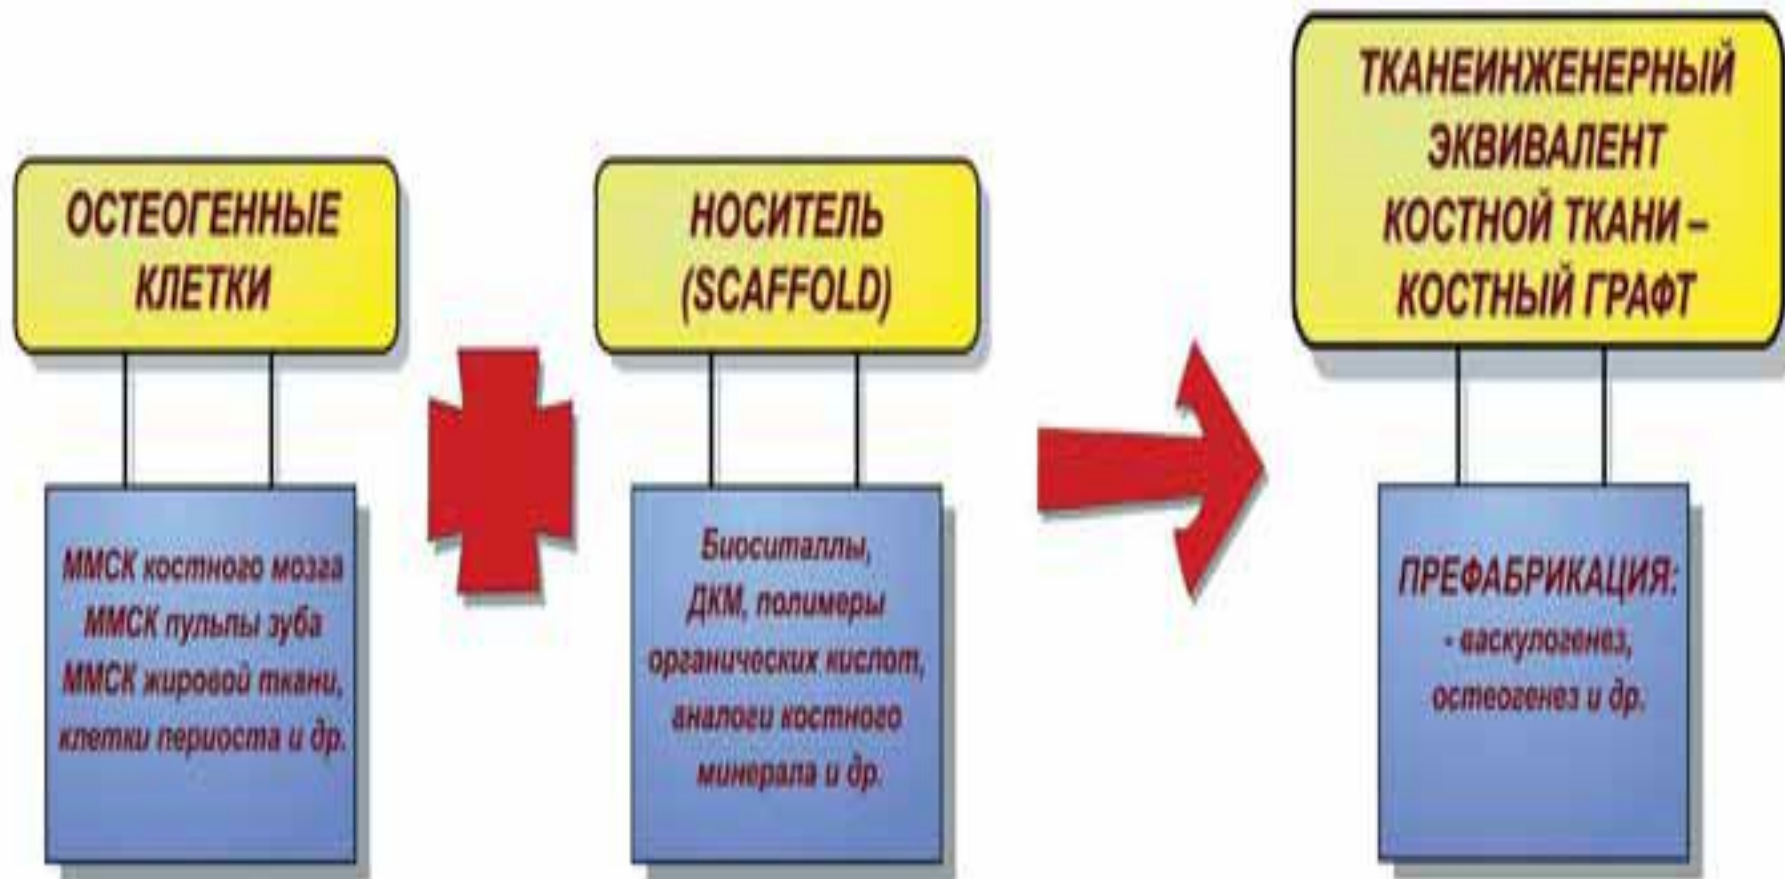 ОСТЕОГЕННЫЕ
КЛЕТКИ
ММСК костного мозга
ММСК пульпы зуба
ММСК жировой ткани,
клетки периоста и др.
НОСИТЕЛЬ
(SCAFFOLD)
Биоситаллы,
ДКМ, полимеры
органических кислот,
аналоги костного
минерала и др.
ТКАНЕИНЖЕНЕРНЫЙ
ЭКВИВАЛЕНТ
КОСТНОЙ ТКАНИ –
КОСТНЫЙ ГРАФТ
ПРЕФАБРИКАЦИЯ:
- васкулогенез,
остеогенез и др.